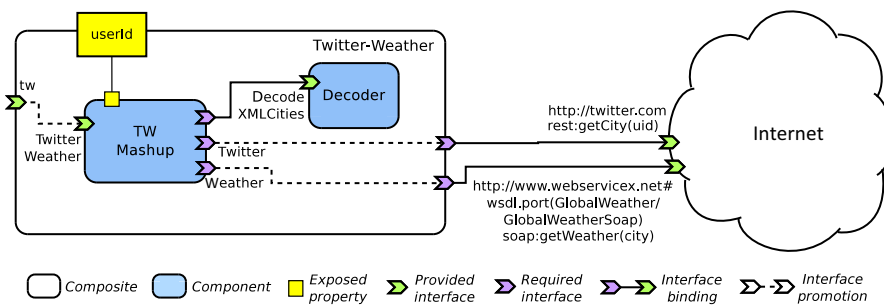 userId
Twitter-Weather
tw
Decode
XMLCities
Decoder
TW
Mashup
Twitter
Weather
Twitter
Weather
http://twitter.com
rest:getCity(uid)
Internet
http://www.webservicex.net#
wsdl.port(GlobalWeather/
GlobalWeatherSoap)
soap:getWeather(city)
Composite
Component
Exposed
property
Provided
interface
Required
interface
Interface
binding
Interface
promotion